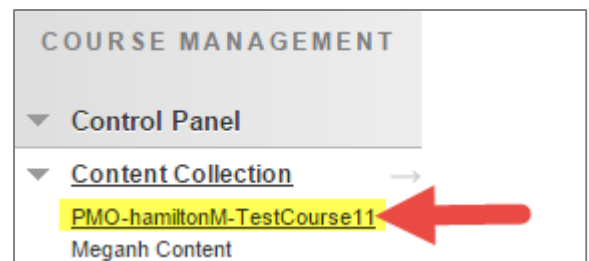 COURSE MANAGEMENT
Control Panel
Content Collection
PMO-hamiltonM-TestCourse11
Meganh Content